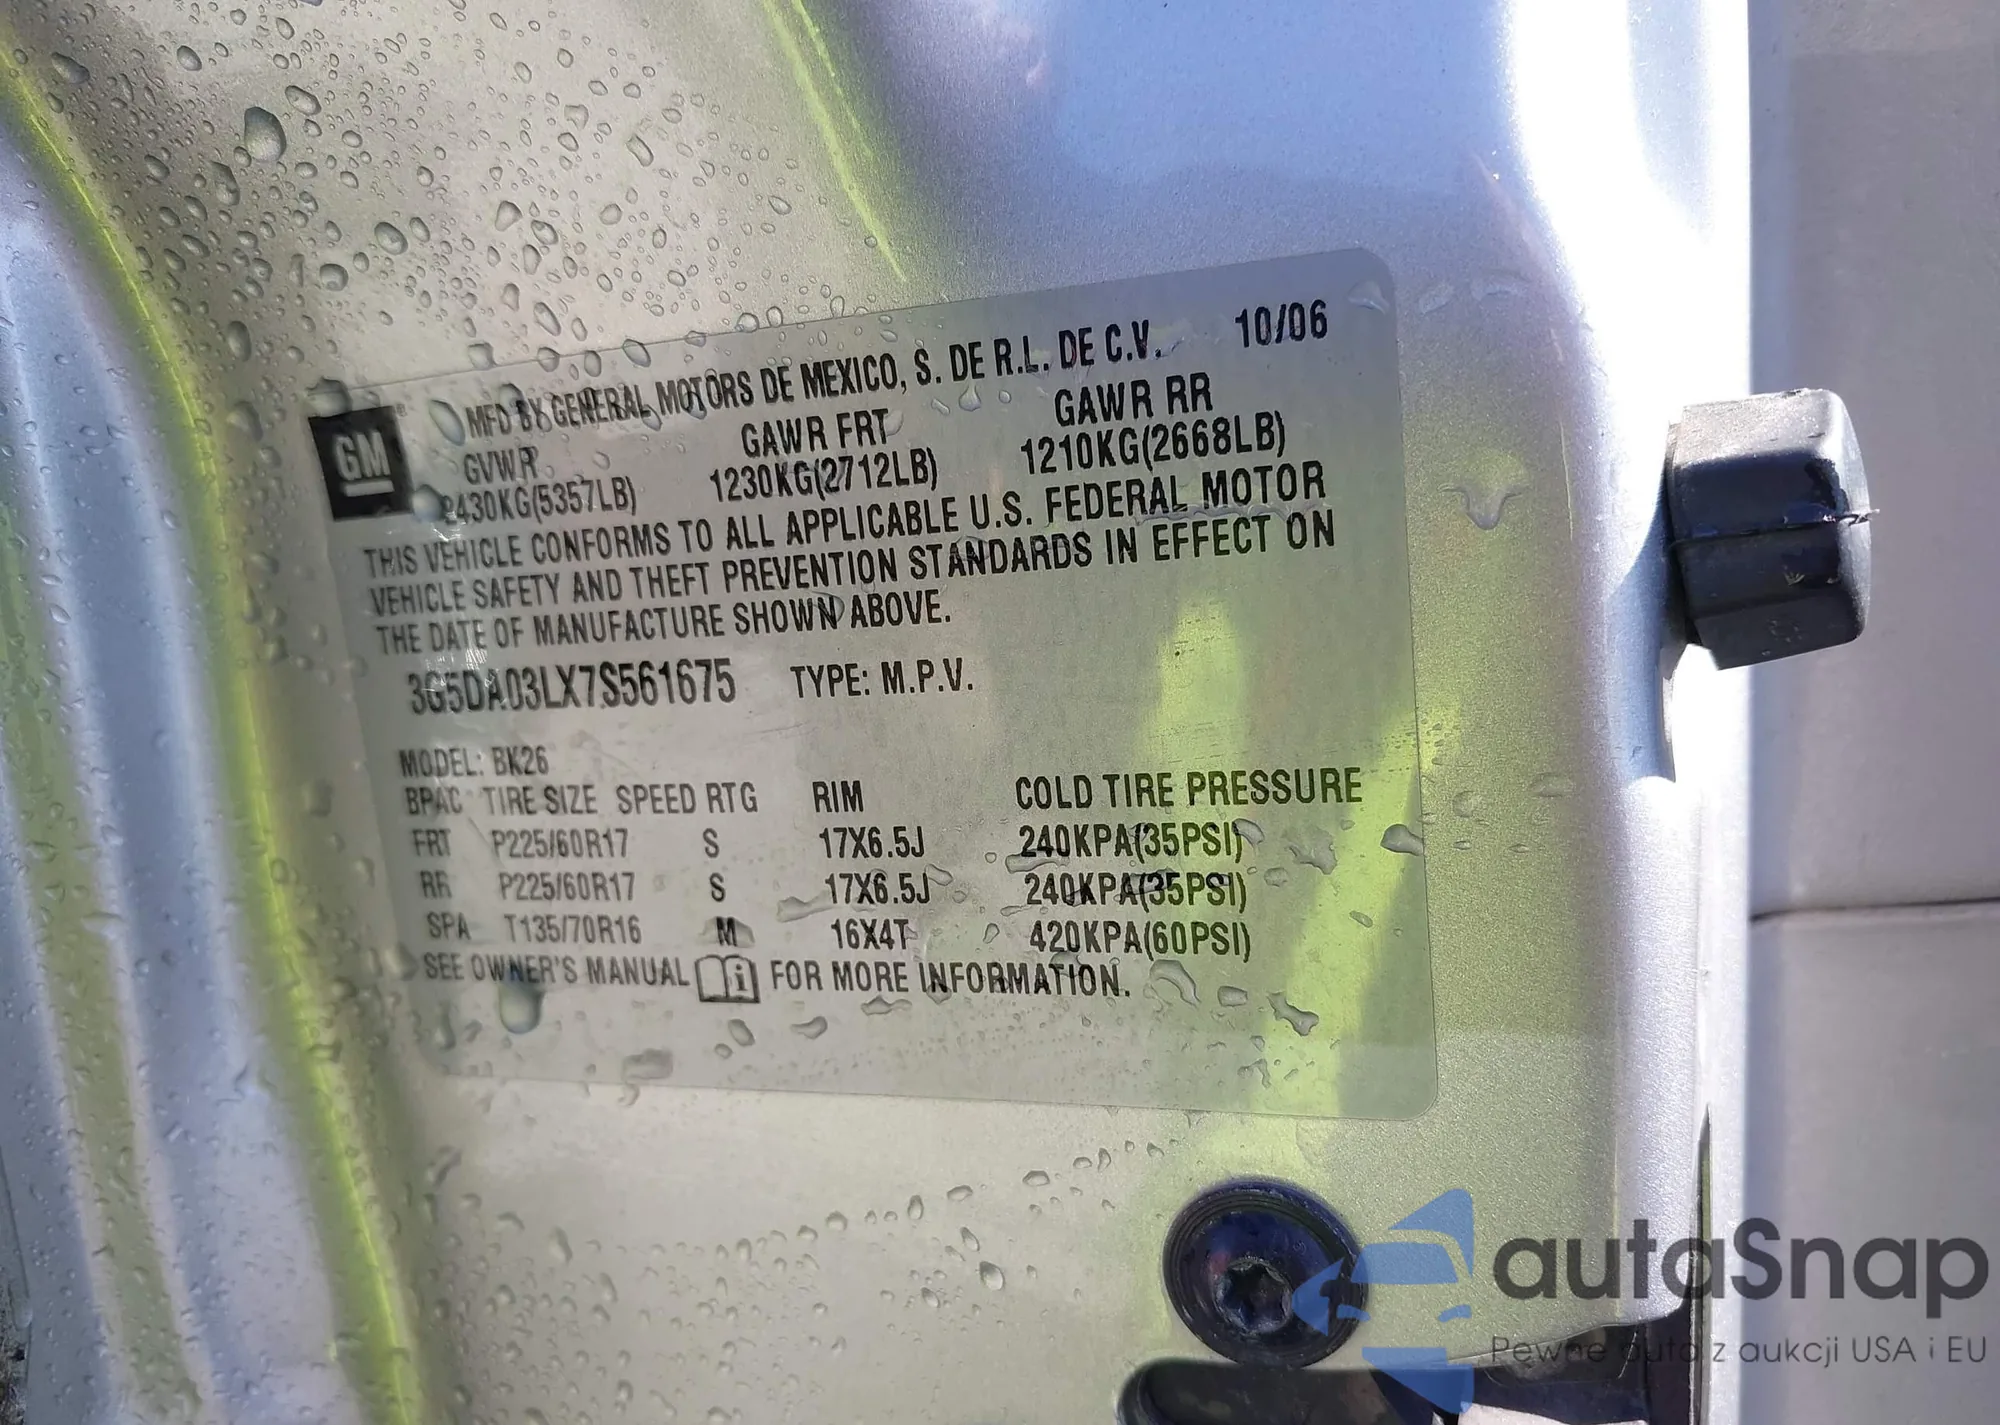 MFD BY GENERAL MOTORS DE MEXICO, S. DE R.L. DE C.V. 10/06
GM
GVWR GAWR FRT GAWR RR
2430KG(5357LB) 1230KG(2712LB) 1210KG(2668LB)
THIS VEHICLE CONFORMS TO ALL APPLICABLE U.S. FEDERAL MOTOR
VEHICLE SAFETY AND THEFT PREVENTION STANDARDS IN EFFECT ON
THE DATE OF MANUFACTURE SHOWN ABOVE.
3G5DA03LX7S561675 TYPE: M.P.V.
MODEL: BK26
BPAC TIRE SIZE SPEED RTG RIM COLD TIRE PRESSURE
FRT P225/60R17 S 17X6.5J 240KPA(35PSI)
RR P225/60R17 S 17X6.5J 240KPA(35PSI)
SPA T135/70R16 M 16X4T 420KPA(60PSI)
SEE OWNER'S MANUAL i FOR MORE INFORMATION.
autaSnap
Pewne auta z aukcji USA i EU